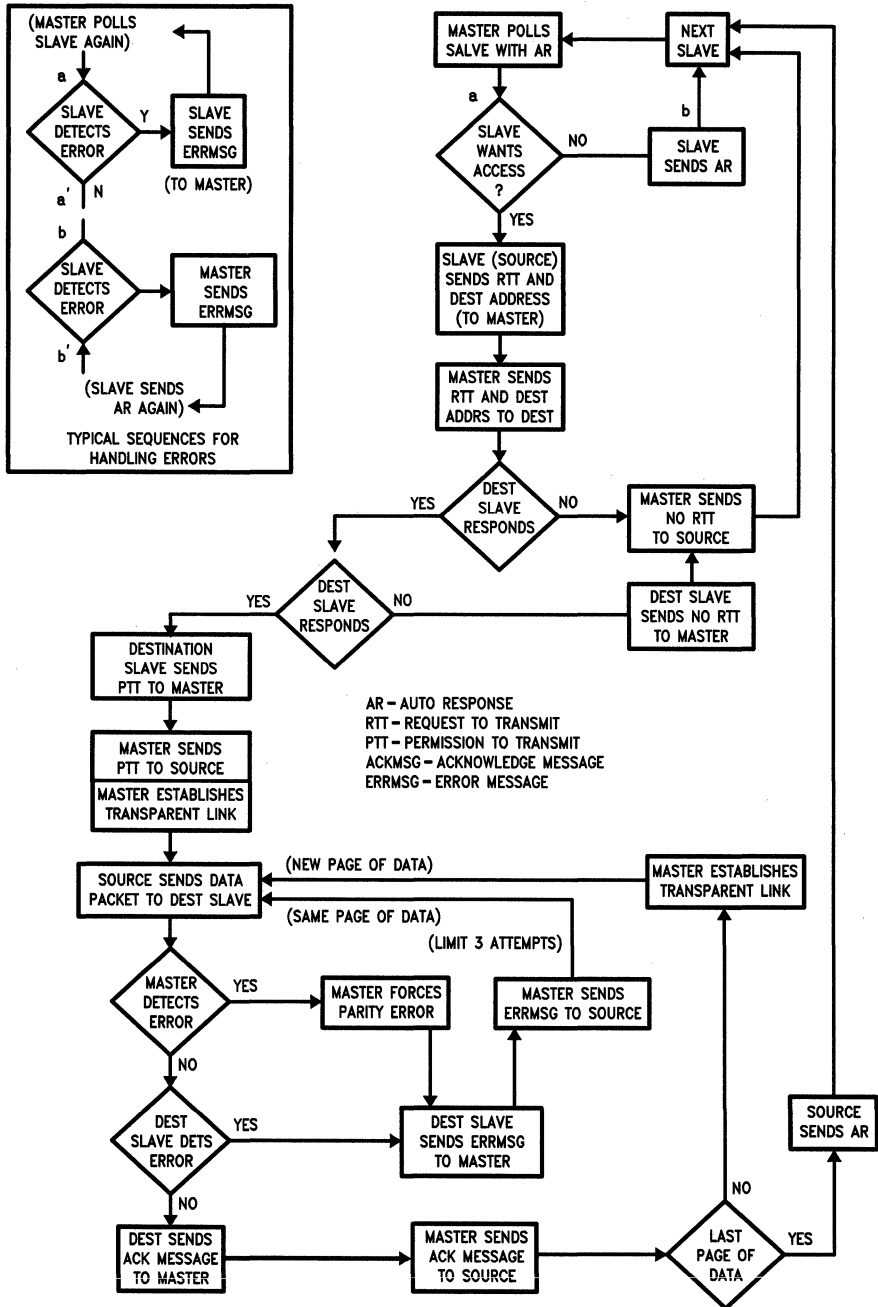 (MASTER POLLS
SLAVE AGAIN)
a
SLAVE
DETECTS
ERROR
Y
SLAVE
SENDS
ERRMSG
(TO MASTER)
a'
N
b
SLAVE
DETECTS
ERROR
MASTER
SENDS
ERRMSG
b'
(SLAVE SENDS
AR AGAIN)
TYPICAL SEQUENCES FOR
HANDLING ERRORS
MASTER POLLS
SALVE WITH AR
NEXT
SLAVE
a
SLAVE
WANTS
ACCESS
?
NO
b
SLAVE
SENDS AR
YES
SLAVE (SOURCE)
SENDS RTT AND
DEST ADDRESS
(TO MASTER)
MASTER SENDS
RTT AND DEST
ADDRS TO DEST
YES
DEST
SLAVE
RESPONDS
NO
MASTER SENDS
NO RTT
TO SOURCE
YES
DEST
SLAVE
RESPONDS
NO
DEST SLAVE
SENDS NO RTT
TO MASTER
DESTINATION
SLAVE SENDS
PTT TO MASTER
AR – AUTO RESPONSE
RTT – REQUEST TO TRANSMIT
PTT – PERMISSION TO TRANSMIT
ACKMSG – ACKNOWLEDGE MESSAGE
ERRMSG – ERROR MESSAGE
MASTER SENDS
PTT TO SOURCE
MASTER ESTABLISHES
TRANSPARENT LINK
SOURCE SENDS DATA
PACKET TO DEST SLAVE
(NEW PAGE OF DATA)
MASTER ESTABLISHES
TRANSPARENT LINK
(SAME PAGE OF DATA)
(LIMIT 3 ATTEMPTS)
MASTER
DETECTS
ERROR
YES
MASTER FORCES
PARITY ERROR
MASTER SENDS
ERRMSG TO SOURCE
NO
DEST
SLAVE DETS
ERROR
YES
DEST SLAVE
SENDS ERRMSG
TO MASTER
SOURCE
SENDS AR
NO
DEST SENDS
ACK MESSAGE
TO MASTER
MASTER SENDS
ACK MESSAGE
TO SOURCE
NO
LAST
PAGE OF
DATA
YES